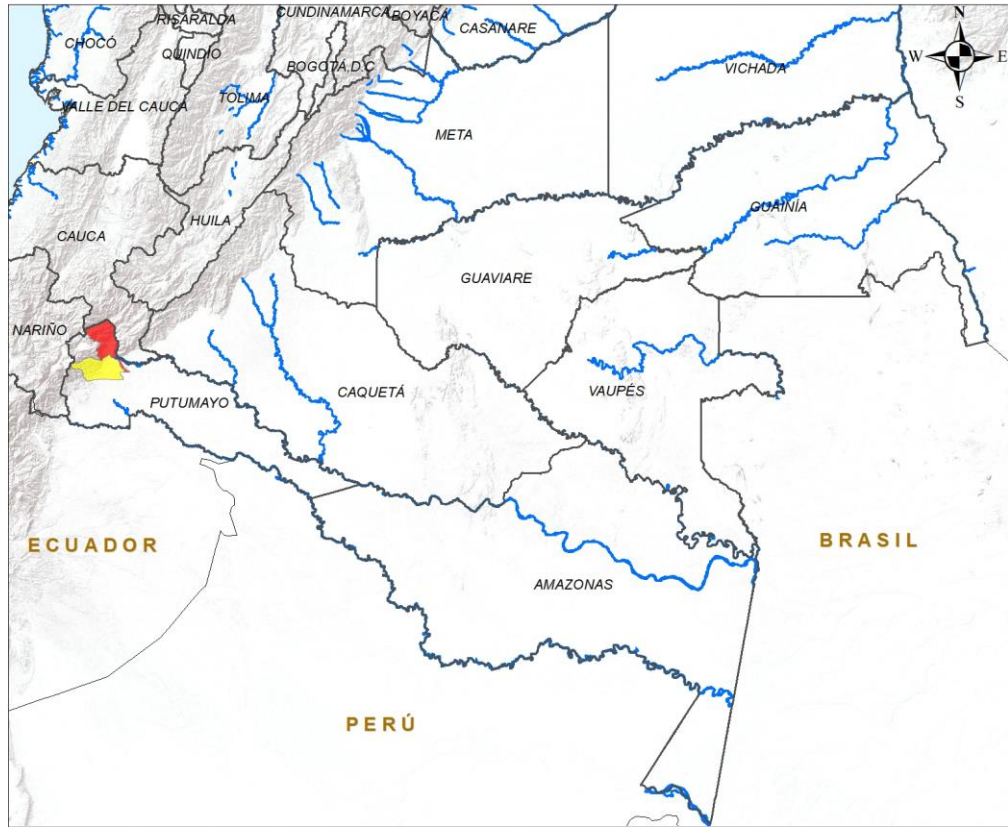 RISARALDA
CUNDINAMARCA
BOYACÁ
CASANARE
N
CHOCÓ
QUINDÍO
BOGOTÁ D.C
W
E
VICHADA
S
TOLIMA
VALLE DEL CAUCA
META
GUAINÍA
HUILA
CAUCA
GUAVIARE
NARIÑO
CAQUETÁ
VAUPÉS
PUTUMAYO
ECUADOR
BRASIL
AMAZONAS
PERÚ